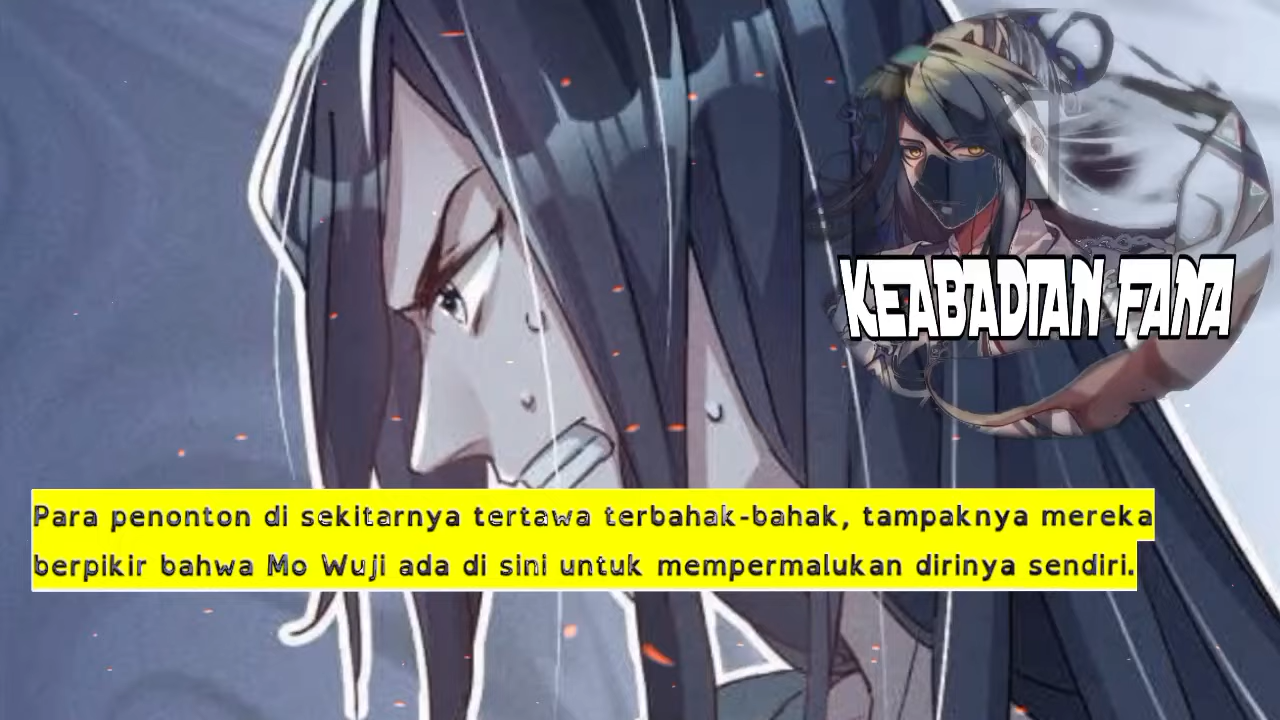 KEABADIAN FANA
Para penonton di sekitarnya tertawa terbahak-bahak, tampaknya mereka
berpikir bahwa Mo Wuji ada di sini untuk mempermalukan dirinya sendiri.